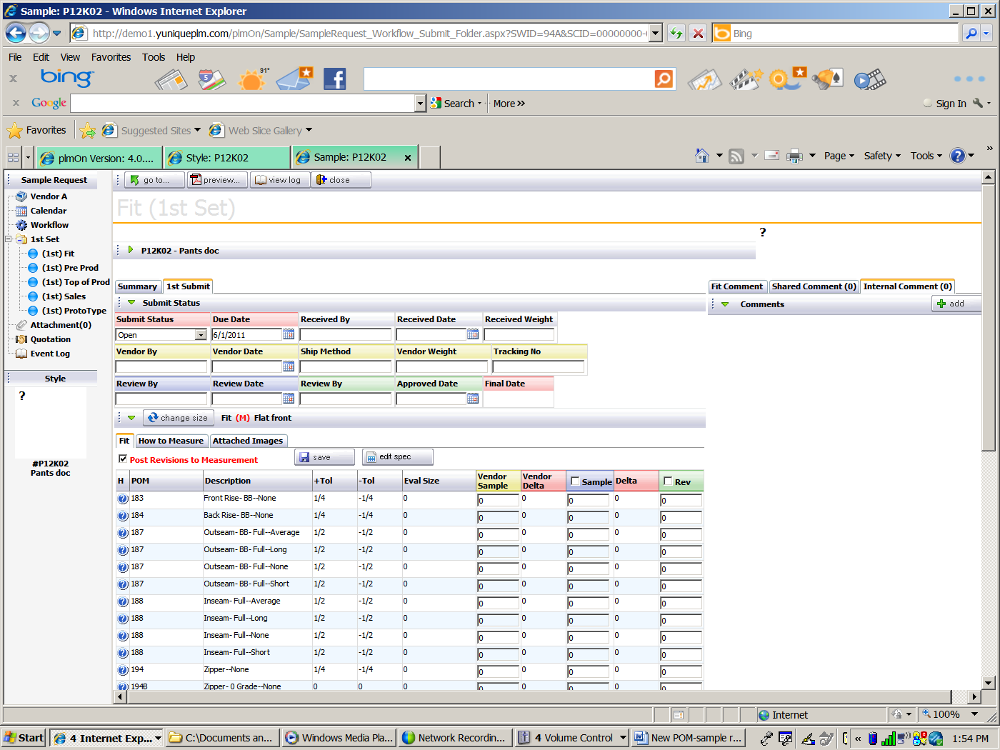 Sample: P12K02 - Windows Internet Explorer
http://demo1.yuniqueplm.com/plmOn/Sample/SampleRequest_Workflow_Submit_Folder.aspx?SWID=94A&SCID=00000000-
Bing
File Edit View Favorites Tools Help
bing 5 91°
Google Search More »
Sign In
Favorites Suggested Sites Web Slice Gallery
plmOn Version: 4.0.... Style: P12K02 Sample: P12K02 Page Safety Tools »
Sample Request
Vendor A
Calendar
Workflow
1st Set
(1st) Fit
(1st) Pre Prod
(1st) Top of Prod
(1st) Sales
(1st) ProtoType
Attachment(0)
Quotation
Event Log
Style
?
#P12K02
Pants doc
go to... preview... view log close
Fit (1st Set)
?
P12K02 - Pants doc
Summary 1st Submit
Submit Status
Submit Status Due Date Received By Received Date Received Weight
Open 6/1/2011
Vendor By Vendor Date Ship Method Vendor Weight Tracking No
Review By Review Date Review By Approved Date Final Date
change size Fit (M) Flat front
Fit How to Measure Attached Images
Post Revisions to Measurement save edit spec
H POM Description +Tol -Tol Eval Size Vendor Sample Vendor Delta Sample Delta Rev
183 Front Rise- BB--None 1/4 -1/4 0 0 0 0 0 0
184 Back Rise- BB--None 1/4 -1/4 0 0 0 0 0 0
187 Outseam- BB- Full--Average 1/2 -1/2 0 0 0 0 0 0
187 Outseam- BB- Full--Long 1/2 -1/2 0 0 0 0 0 0
187 Outseam- BB- Full--None 1/2 -1/2 0 0 0 0 0 0
187 Outseam- BB- Full--Short 1/2 -1/2 0 0 0 0 0 0
188 Inseam- Full--Average 1/2 -1/2 0 0 0 0 0 0
188 Inseam- Full--Long 1/2 -1/2 0 0 0 0 0 0
188 Inseam- Full--None 1/2 -1/2 0 0 0 0 0 0
188 Inseam- Full--Short 1/2 -1/2 0 0 0 0 0 0
194 Zipper--None 1/4 -1/4 0 0 0 0 0 0
194B Zipper- 0 Grade--None 0 0 0 0 0 0 0 0
Fit Comment Shared Comment (0) Internal Comment (0)
Comments add
Internet 100%
Start 4 Internet Exp... C:\Documents an... Windows Media Pla... Network Recordin... 4 Volume Control New POM-sample r... « 1:54 PM